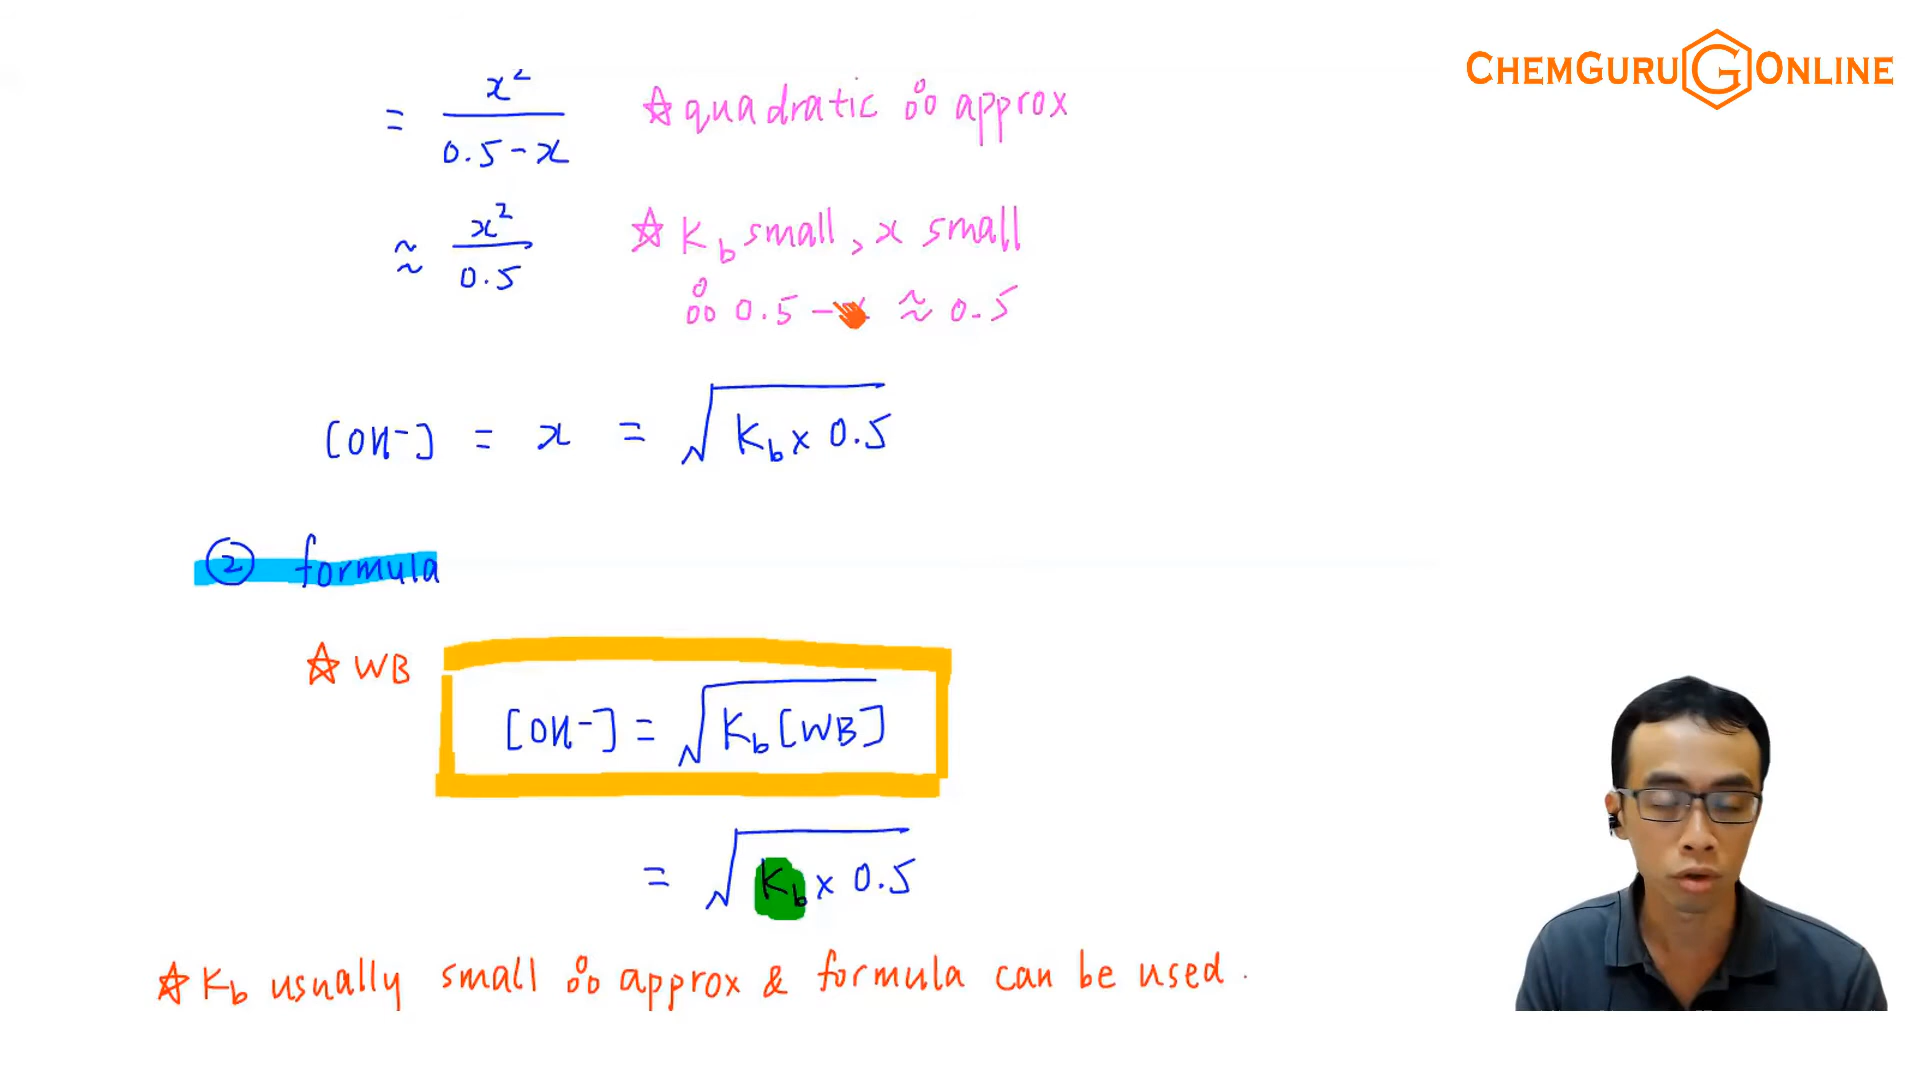 CHEMGURU G ONLINE
= x² / 0.5 - x ☆ quadratic ∴ approx
≈ x² / 0.5 ☆ Kb small, x small
∴ 0.5 - x ≈ 0.5
[OH⁻] = x = √(Kb × 0.5)
② formula
☆ WB
[OH⁻] = √(Kb [WB])
= √(Kb × 0.5)
☆ Kb usually small ∴ approx & formula can be used.